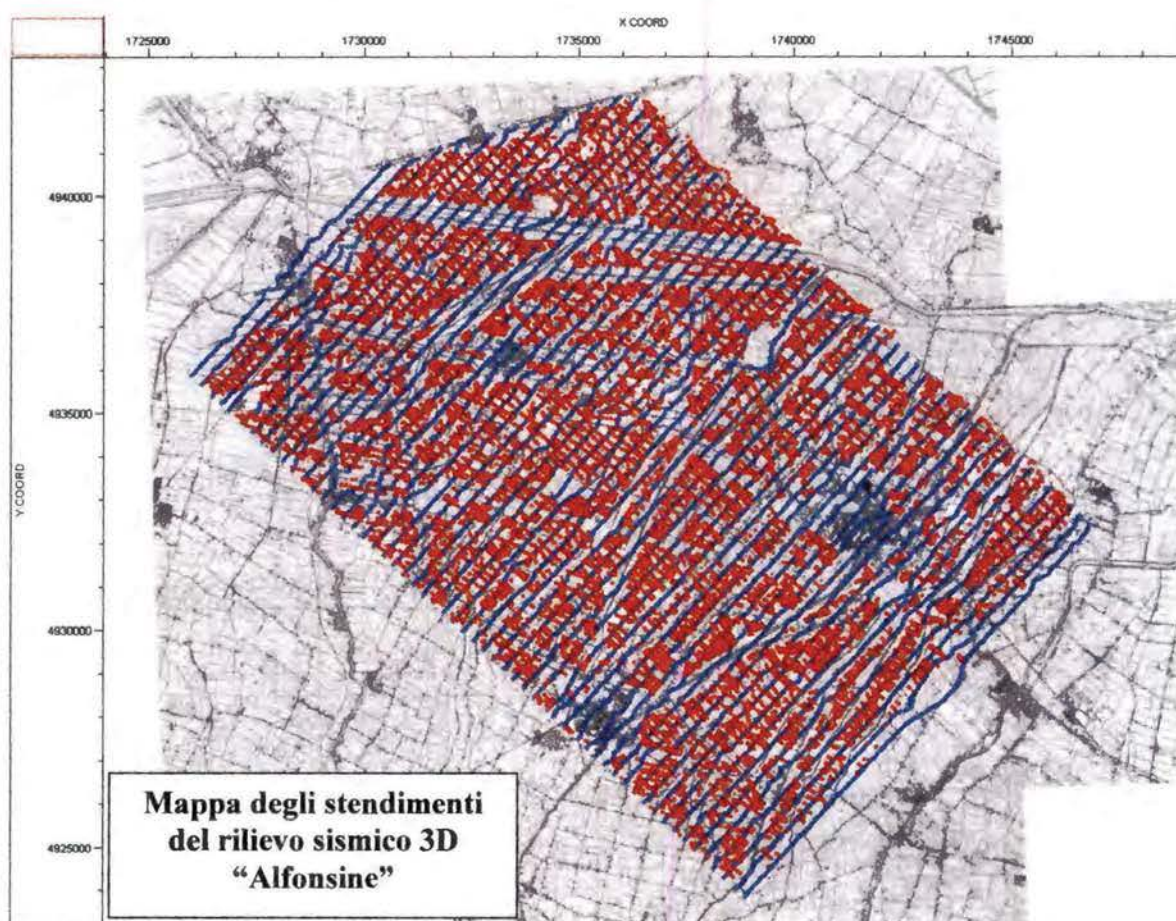 X COORD
1725000 1730000 1735000 1740000 1745000
4940000
4935000
Y COORD
4930000
4925000
Mappa degli stendimenti
del rilievo sismico 3D
“Alfonsine”